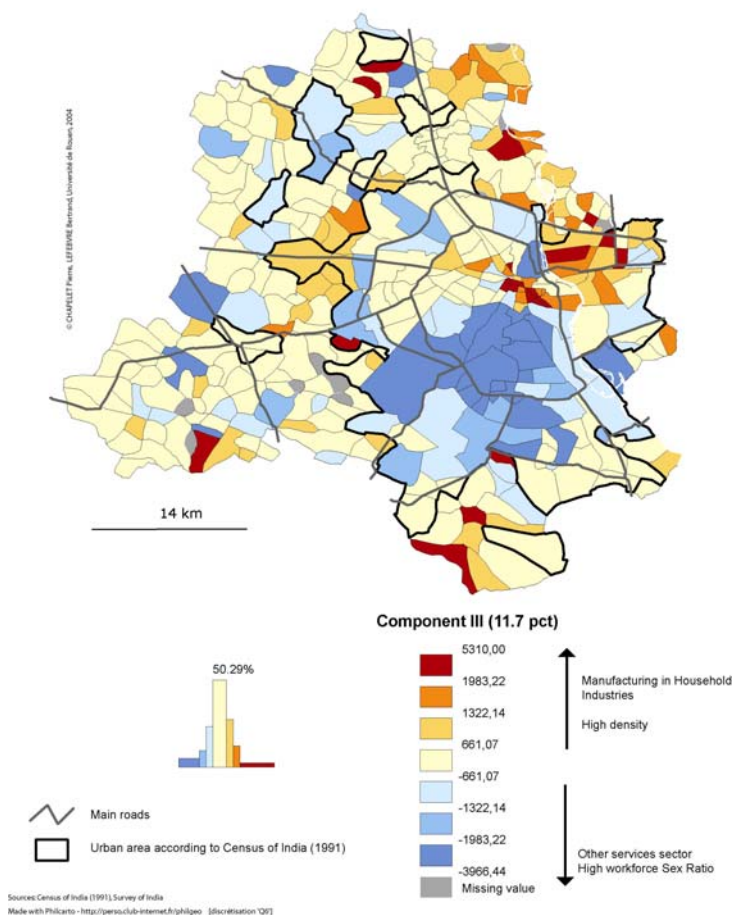 © CHAPELET Pierre, LEFEBVRE Bertrand, Université de Rouen, 2004
14 km
Component III (11.7 pct)
5310,00
1983,22
1322,14
661,07
-661,07
-1322,14
-1983,22
-3966,44
Missing value
Manufacturing in Household
Industries
High density
Other services sector
High workforce Sex Ratio
50.29%
Main roads
Urban area according to Census of India (1991)
Sources: Census of India (1991), Survey of India
Made with Philcarto - http://perso.club-internet.fr/philgeo [discrétisation 'Q6']